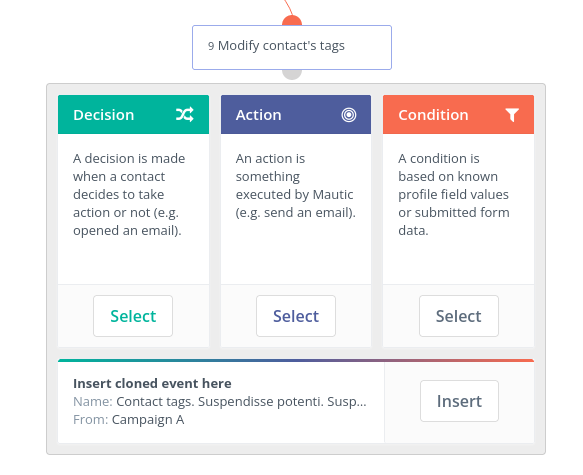 9 Modify contact's tags
Decision
A decision is made
when a contact
decides to take
action or not (e.g.
opened an email).
Select
Action
An action is
something
executed by Mautic
(e.g. send an email).
Select
Condition
A condition is
based on known
profile field values
or submitted form
data.
Select
Insert cloned event here
Name: Contact tags. Suspendisse potenti. Susp...
From: Campaign A
Insert